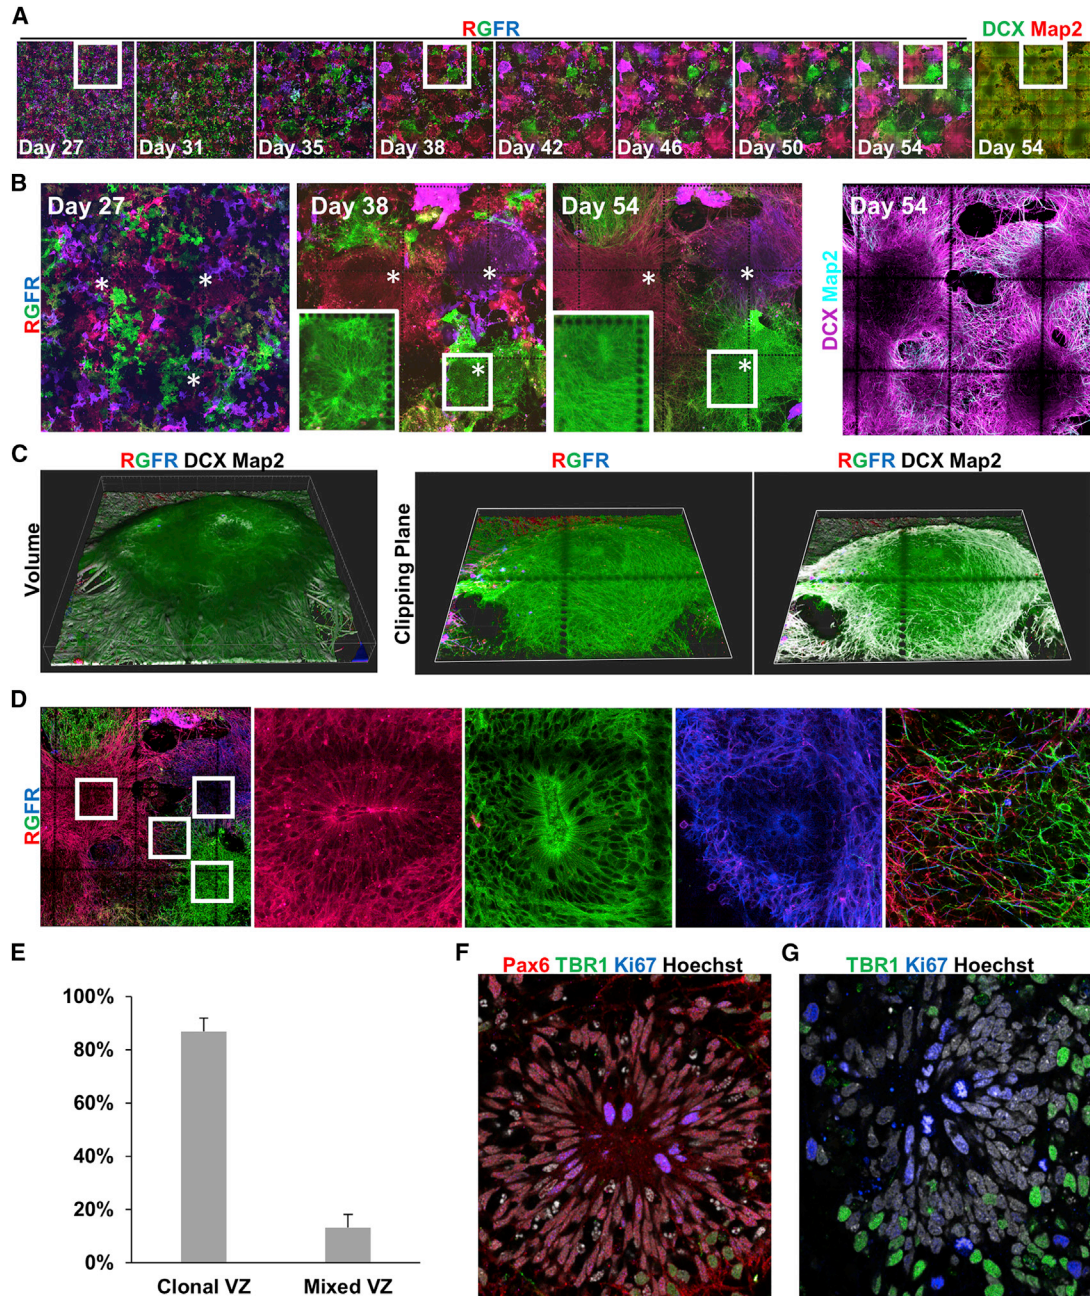 A
RGFR
DCX Map2
Day 27
Day 31
Day 35
Day 38
Day 42
Day 46
Day 50
Day 54
Day 54
B
RGFR
Day 27
*
*
*
Day 38
*
*
*
Day 54
*
*
*
DCX Map2
Day 54
C
Volume
RGFR DCX Map2
Clipping Plane
RGFR
RGFR DCX Map2
D
RGFR
E
100%
80%
60%
40%
20%
0%
Clonal VZ
Mixed VZ
F
Pax6 TBR1 Ki67 Hoechst
G
TBR1 Ki67 Hoechst